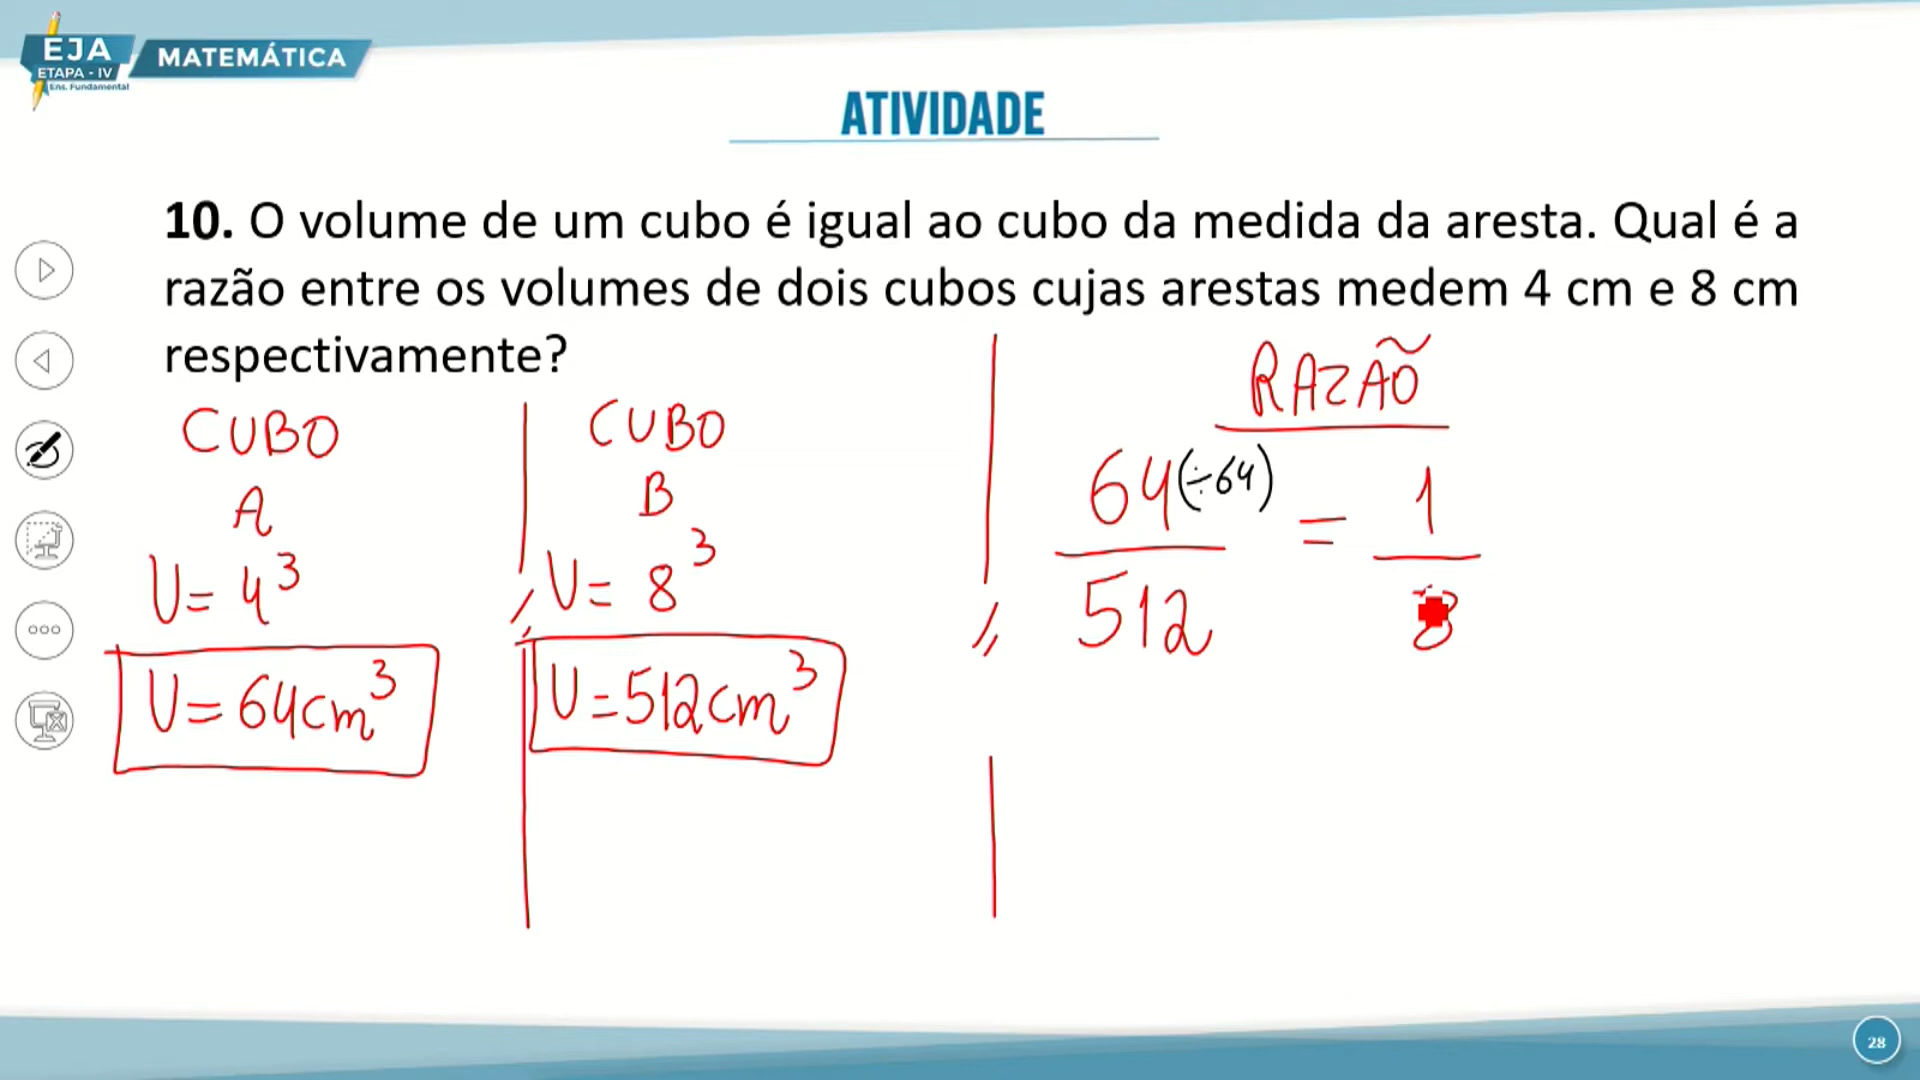 EJA
ETAPA - IV
Ens. Fundamental
MATEMÁTICA
ATIVIDADE
10. O volume de um cubo é igual ao cubo da medida da aresta. Qual é a
razão entre os volumes de dois cubos cujas arestas medem 4 cm e 8 cm
respectivamente?
CUBO
A
V = 4³
V = 64cm³
CUBO
B
V = 8³
V = 512cm³
RAZÃO
64 (÷64) = 1
512 8
28